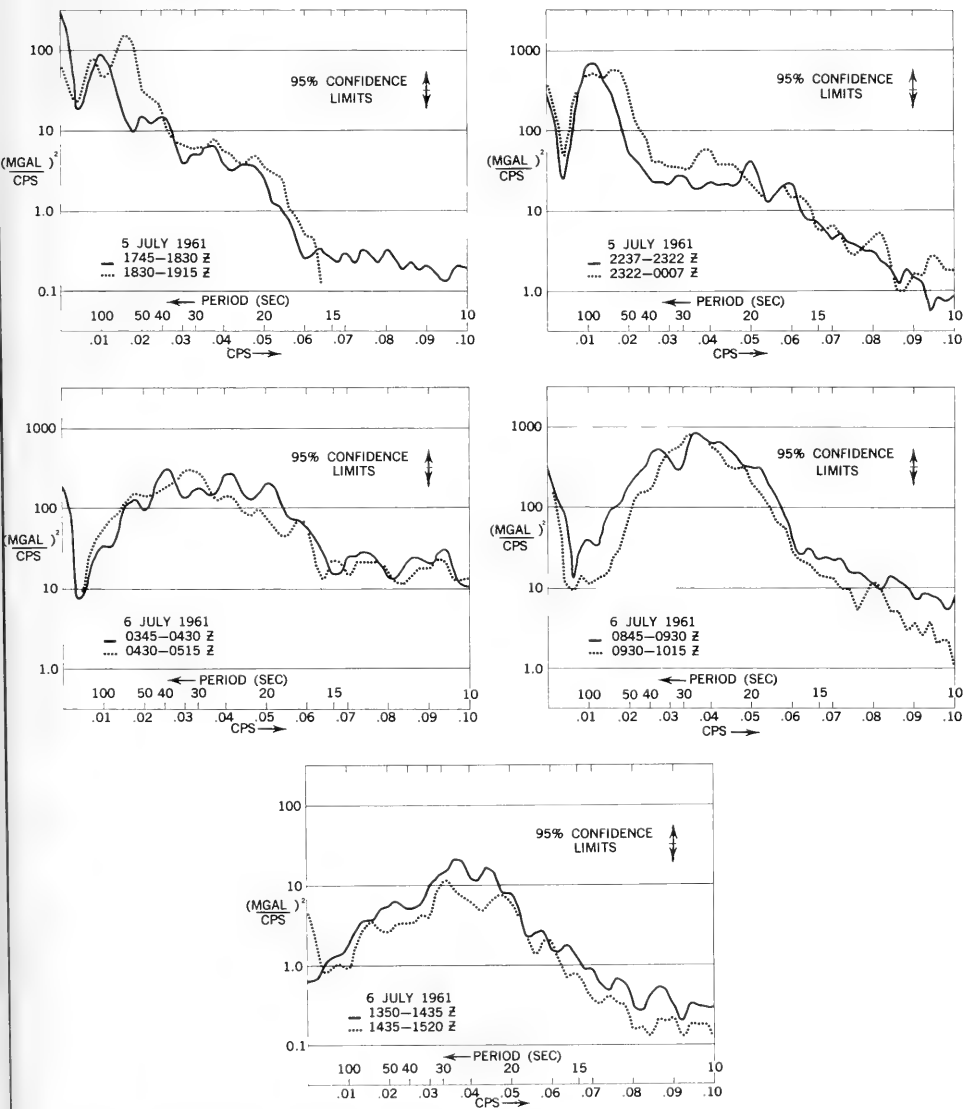 100
10
1.0
0.1
(MGAL)²
CPS
95% CONFIDENCE
LIMITS
5 JULY 1961
1745–1830 Z
1830–1915 Z
← PERIOD (SEC)
100 50 40 30 20 15 10
.01 .02 .03 .04 .05 .06 .07 .08 .09 .10
CPS→
1000
100
10
1.0
(MGAL)²
CPS
95% CONFIDENCE
LIMITS
5 JULY 1961
2237–2322 Z
2322–0007 Z
← PERIOD (SEC)
100 50 40 30 20 15 10
.01 .02 .03 .04 .05 .06 .07 .08 .09 .10
CPS→
1000
100
10
1.0
(MGAL)²
CPS
95% CONFIDENCE
LIMITS
6 JULY 1961
0345–0430 Z
0430–0515 Z
← PERIOD (SEC)
100 50 40 30 20 15 10
.01 .02 .03 .04 .05 .06 .07 .08 .09 .10
CPS→
1000
100
10
1.0
(MGAL)²
CPS
95% CONFIDENCE
LIMITS
6 JULY 1961
0845–0930 Z
0930–1015 Z
← PERIOD (SEC)
100 50 40 30 20 15 10
.01 .02 .03 .04 .05 .06 .07 .08 .09 .10
CPS→
100
10
1.0
0.1
(MGAL)²
CPS
95% CONFIDENCE
LIMITS
6 JULY 1961
1350–1435 Z
1435–1520 Z
← PERIOD (SEC)
100 50 40 30 20 15 10
.01 .02 .03 .04 .05 .06 .07 .08 .09 .10
CPS→